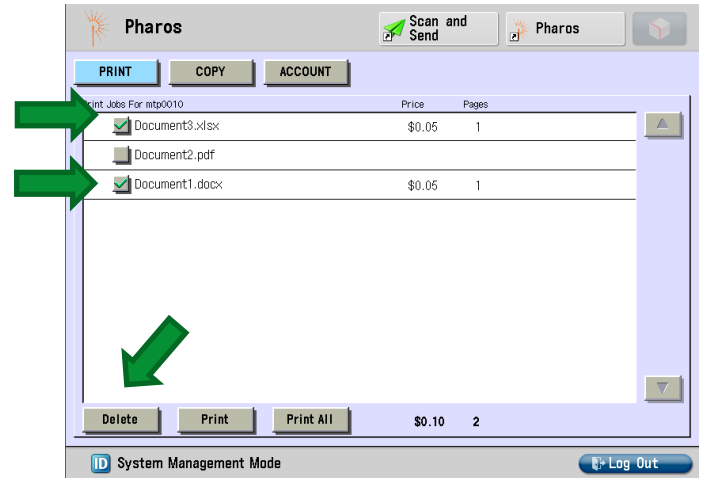 Pharos
Scan and
Send
Pharos
PRINT COPY ACCOUNT
rint Jobs For mtp0010 Price Pages
Document3.xlsx $0.05 1
Document2.pdf
Document1.docx $0.05 1
Delete Print Print All $0.10 2
ID System Management Mode Log Out